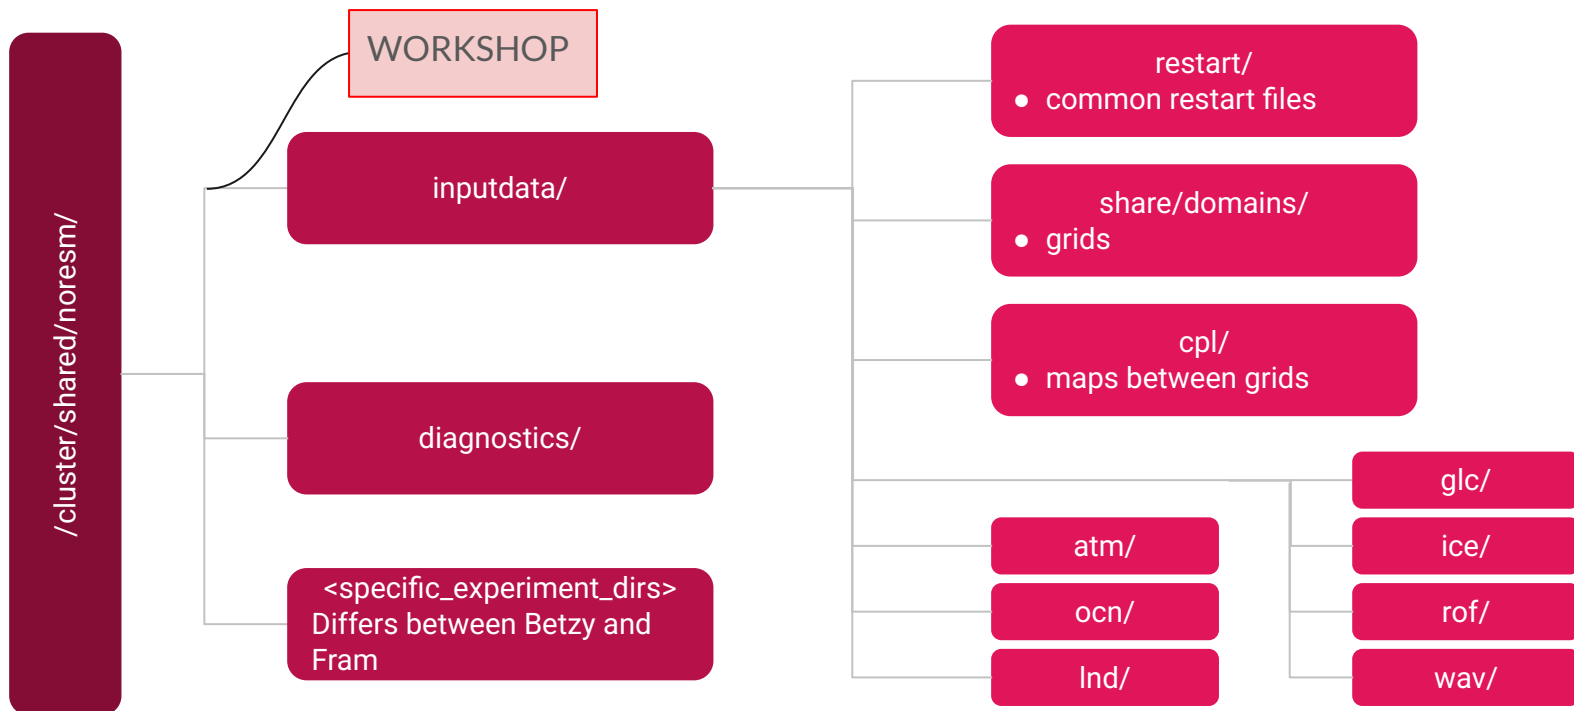 /cluster/shared/noresm/
WORKSHOP
inputdata/
diagnostics/
<specific_experiment_dirs>
Differs between Betzy and
Fram
restart/
● common restart files
share/domains/
● grids
cpl/
● maps between grids
atm/
ocn/
lnd/
glc/
ice/
rof/
wav/